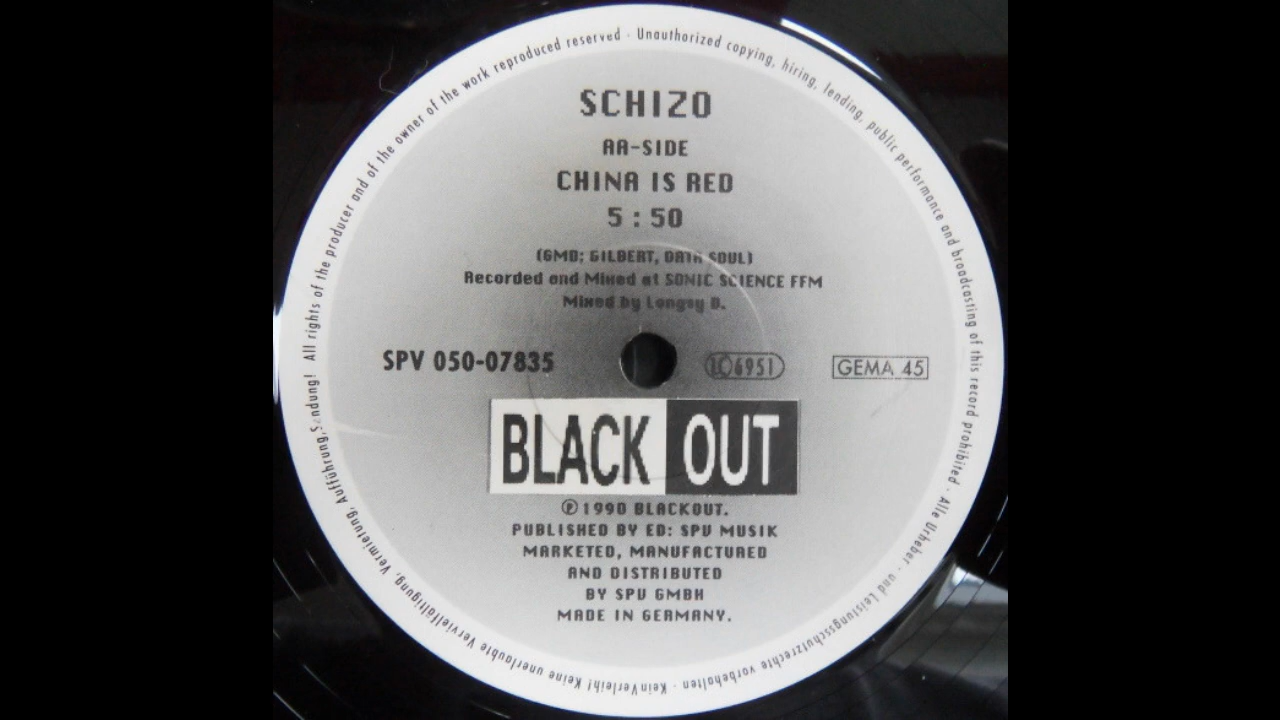 SCHIZO
AA-SIDE
CHINA IS RED
5 : 50
(GMD; GILBERT, DATA SOUL)
Recorded and Mixed at SONIC SCIENCE FFM
Mixed by Longsy D.
SPV 050-07835
LC 6951
GEMA 45
BLACK OUT
℗ 1990 BLACKOUT.
PUBLISHED BY ED: SPV MUSIK
MARKETED, MANUFACTURED
AND DISTRIBUTED
BY SPV GMBH
MADE IN GERMANY.
All rights of the producer and of the owner of the work reproduced reserved · Unauthorized copying, hiring, lending, public performance and broadcasting of this record prohibited · Alle Urheber - und Leistungsschutzrechte vorbehalten · Kein Verleih! Keine unerlaubte Vervielfältigung, Vermietung, Aufführung, Sendung!